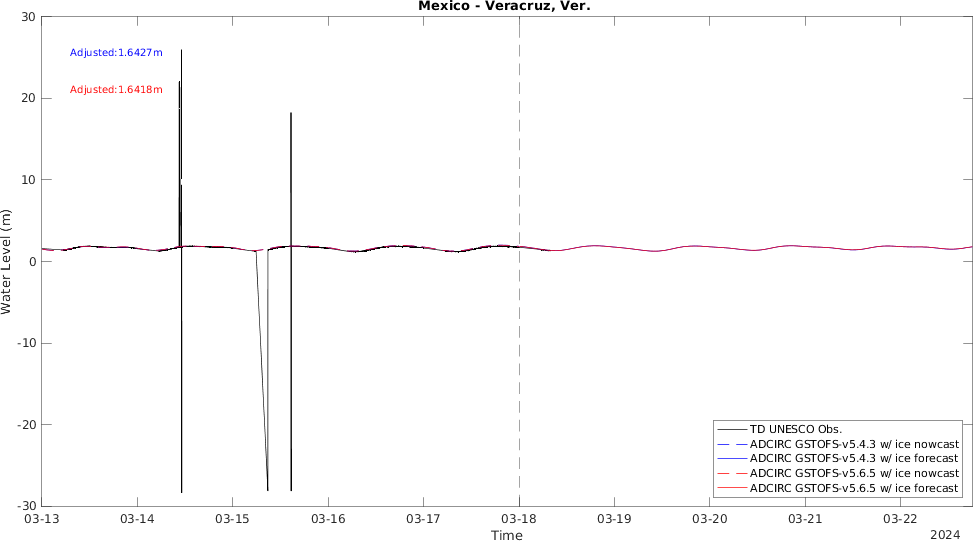 Mexico - Veracruz, Ver.
30
Adjusted:1.6427m
Adjusted:1.6418m
20
10
0
-10
-20
-30
Water Level (m)
TD UNESCO Obs.
ADCIRC GSTOFS-v5.4.3 w/ ice nowcast
ADCIRC GSTOFS-v5.4.3 w/ ice forecast
ADCIRC GSTOFS-v5.6.5 w/ ice nowcast
ADCIRC GSTOFS-v5.6.5 w/ ice forecast
03-13 03-14 03-15 03-16 03-17 03-18 03-19 03-20 03-21 03-22
Time
2024